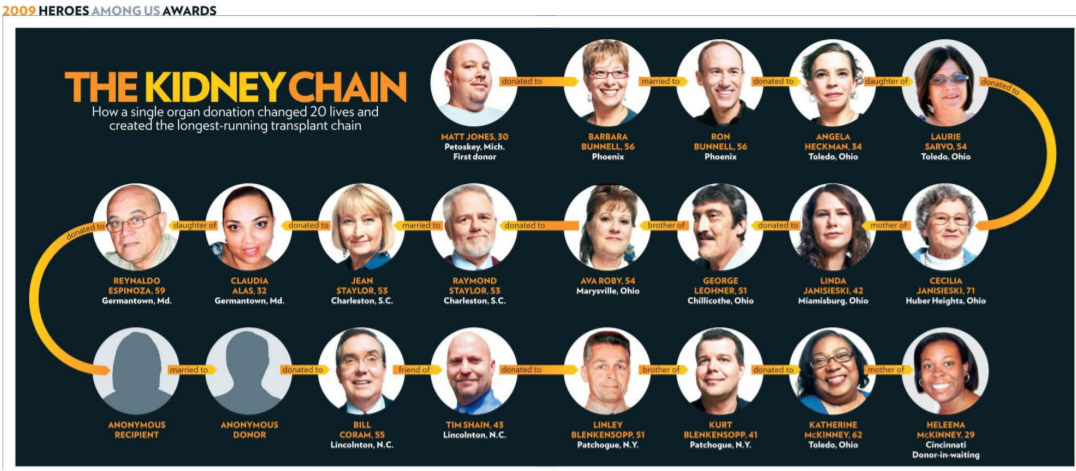 2009 HEROES AMONG US AWARDS
THE KIDNEY CHAIN
How a single organ donation changed 20 lives and
created the longest-running transplant chain
donated to
married to
donated to
daughter of
donated to
MATT JONES, 30
Petoskey, Mich.
First donor
BARBARA
BUNNELL, 56
Phoenix
RON
BUNNELL, 56
Phoenix
ANGELA
HECKMAN, 34
Toledo, Ohio
LAURIE
SARVO, 54
Toledo, Ohio
donated to
daughter of
donated to
married to
donated to
brother of
donated to
mother of
REYNALDO
ESPINOZA, 59
Germantown, Md.
CLAUDIA
ALAS, 32
Germantown, Md.
JEAN
STAYLOR, 53
Charleston, S.C.
RAYMOND
STAYLOR, 53
Charleston, S.C.
AVA ROBY, 54
Marysville, Ohio
GEORGE
LEOHNER, 51
Chillicothe, Ohio
LINDA
JANISIESKI, 42
Miamisburg, Ohio
CECILIA
JANISIESKI, 71
Huber Heights, Ohio
married to
donated to
friend of
donated to
brother of
donated to
mother of
ANONYMOUS
RECIPIENT
ANONYMOUS
DONOR
BILL
CORAM, 55
Lincolnton, N.C.
TIM SHAIN, 43
Lincolnton, N.C.
LINLEY
BLENKENSOPP, 51
Patchogue, N.Y.
KURT
BLENKENSOPP, 41
Patchogue, N.Y.
KATHERINE
McKINNEY, 62
Toledo, Ohio
HELEENA
McKINNEY, 29
Cincinnati
Donor-in-waiting